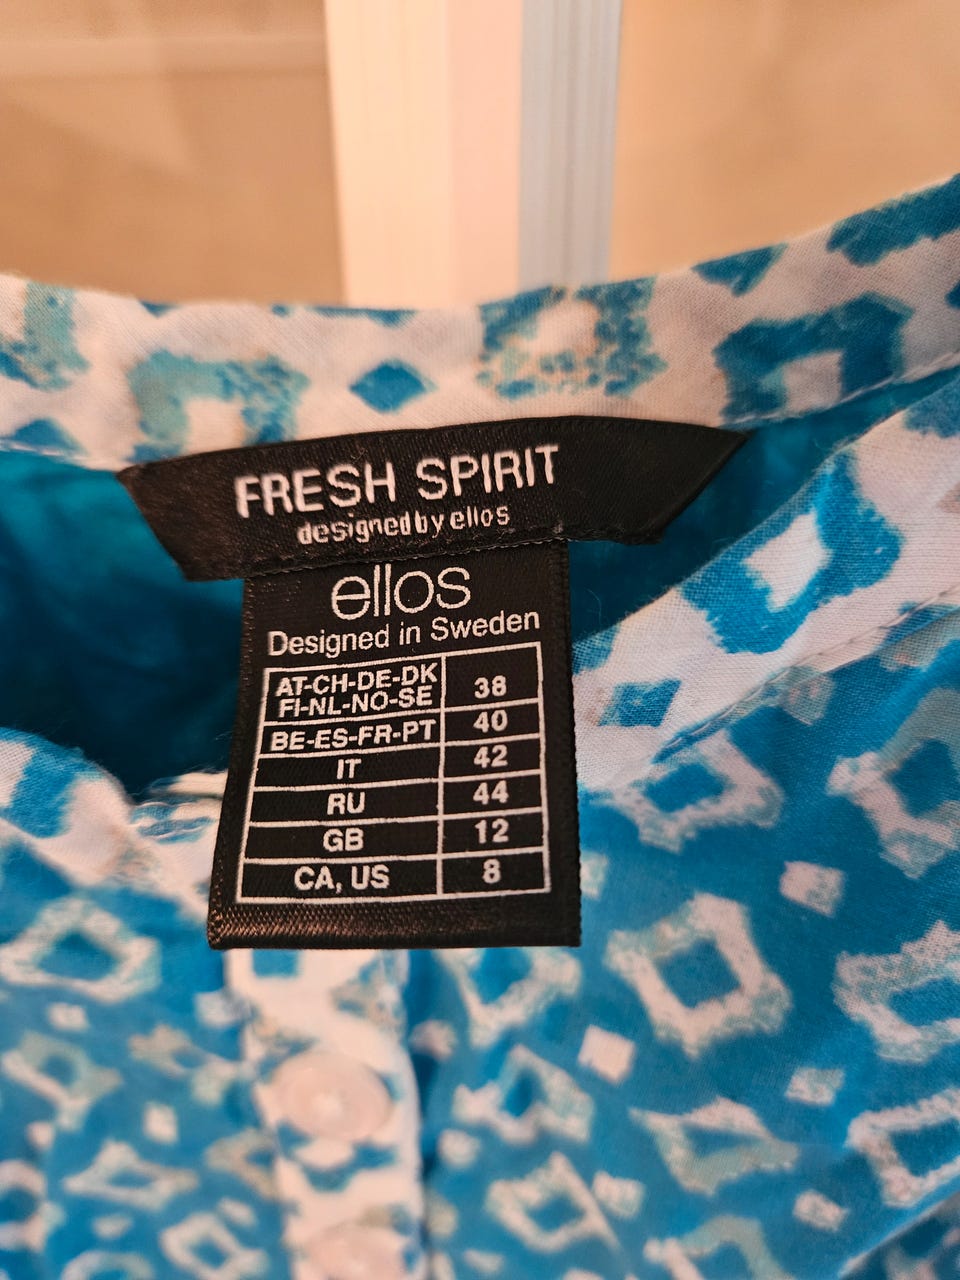 FRESH SPIRIT
designed by ellos
ellos
Designed in Sweden
AT-CH-DE-DK
FI-NL-NO-SE 38
BE-ES-FR-PT 40
IT 42
RU 44
GB 12
CA, US 8